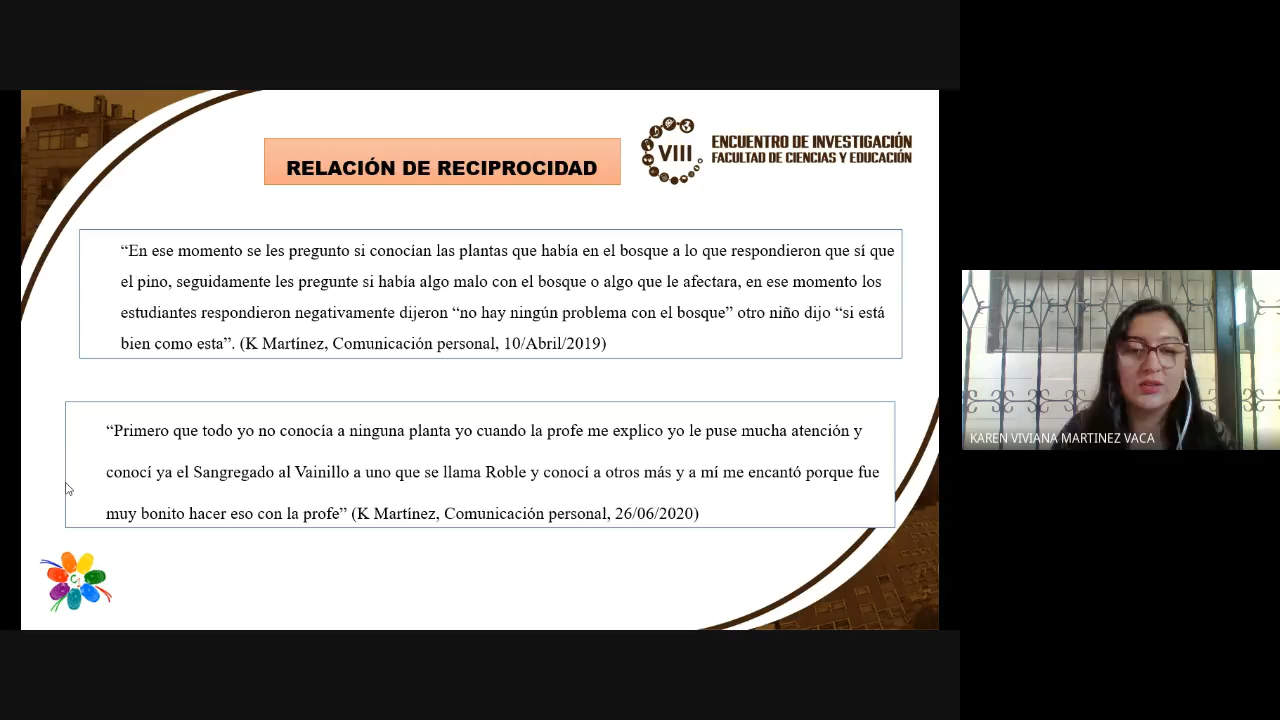 RELACIÓN DE RECIPROCIDAD
VIII
ENCUENTRO DE INVESTIGACIÓN
FACULTAD DE CIENCIAS Y EDUCACIÓN
“En ese momento se les pregunto si conocían las plantas que había en el bosque a lo que respondieron que sí que
el pino, seguidamente les pregunte si había algo malo con el bosque o algo que le afectara, en ese momento los
estudiantes respondieron negativamente dijeron “no hay ningún problema con el bosque” otro niño dijo “si está
bien como esta”. (K Martínez, Comunicación personal, 10/Abril/2019)
“Primero que todo yo no conocía a ninguna planta yo cuando la profe me explico yo le puse mucha atención y
conocí ya el Sangregado al Vainillo a uno que se llama Roble y conocí a otros más y a mí me encantó porque fue
muy bonito hacer eso con la profe” (K Martínez, Comunicación personal, 26/06/2020)
KAREN VIVIANA MARTINEZ VACA